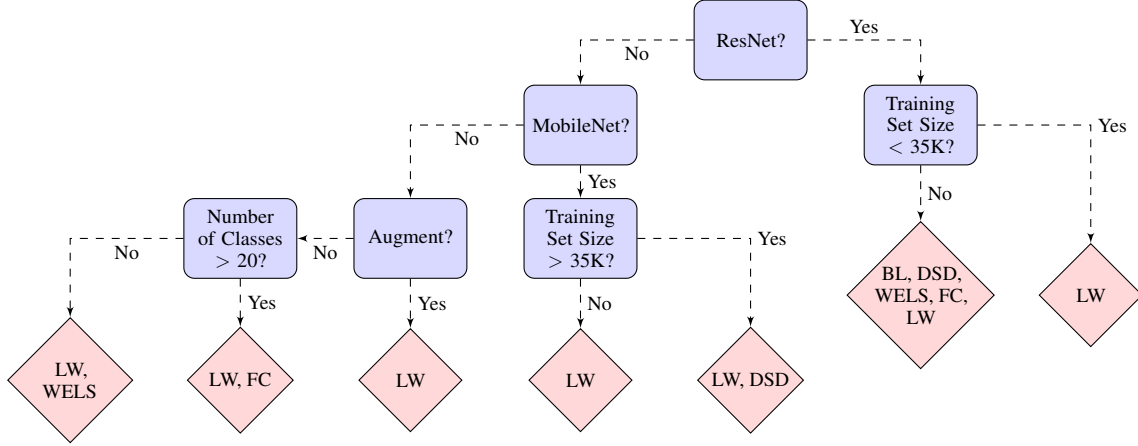 ResNet?
No
Yes
MobileNet?
Training
Set Size
< 35K?
No
Yes
Yes
No
Yes
Number
of Classes
> 20?
Augment?
Training
Set Size
> 35K?
No
No
Yes
Yes
Yes
No
BL, DSD,
WELS, FC,
LW
LW
LW,
WELS
LW, FC
LW
LW
LW, DSD